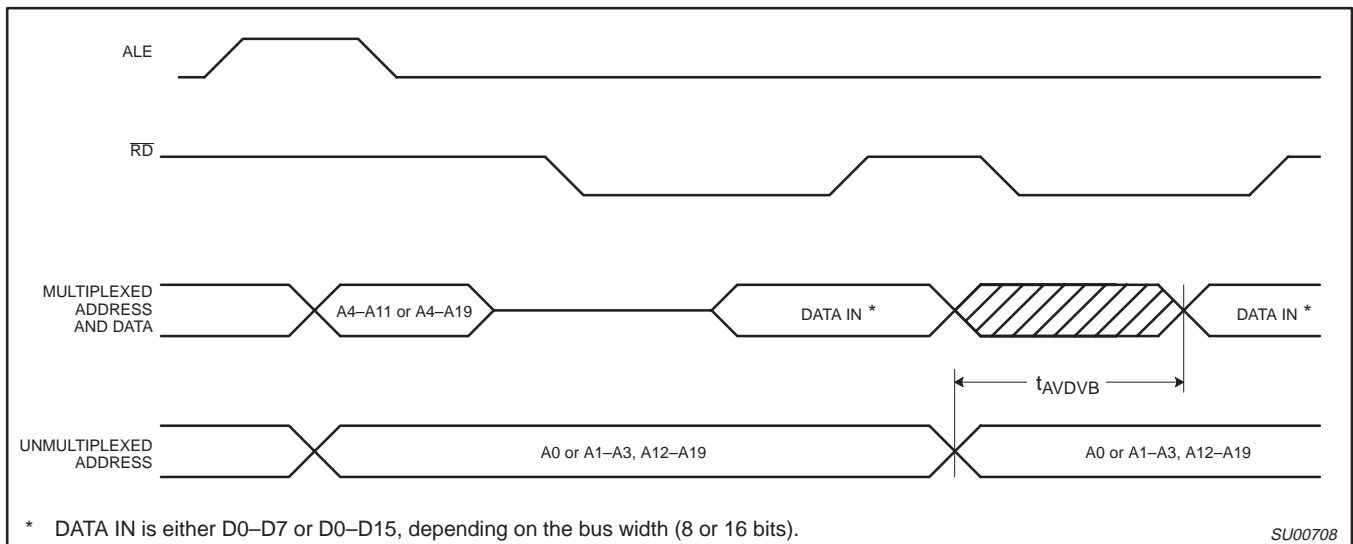 ALE
RD
MULTIPLEXED
ADDRESS
AND DATA
A4–A11 or A4–A19
DATA IN *
DATA IN *
tAVDVB
UNMULTIPLEXED
ADDRESS
A0 or A1–A3, A12–A19
A0 or A1–A3, A12–A19
* DATA IN is either D0–D7 or D0–D15, depending on the bus width (8 or 16 bits).
SU00708